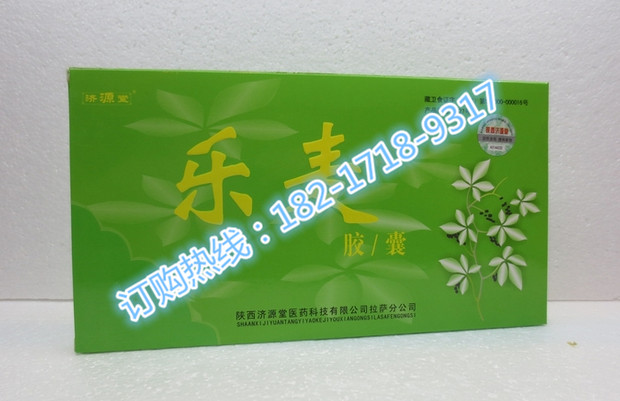 济源堂
乐麦
胶/囊
订购热线：182-1718-9317
陕西济源堂医药科技有限公司拉萨分公司
SHAANXIJIYUANTANGYIYAOKEJIYOUXIANGONGSILASAFENGONGSI